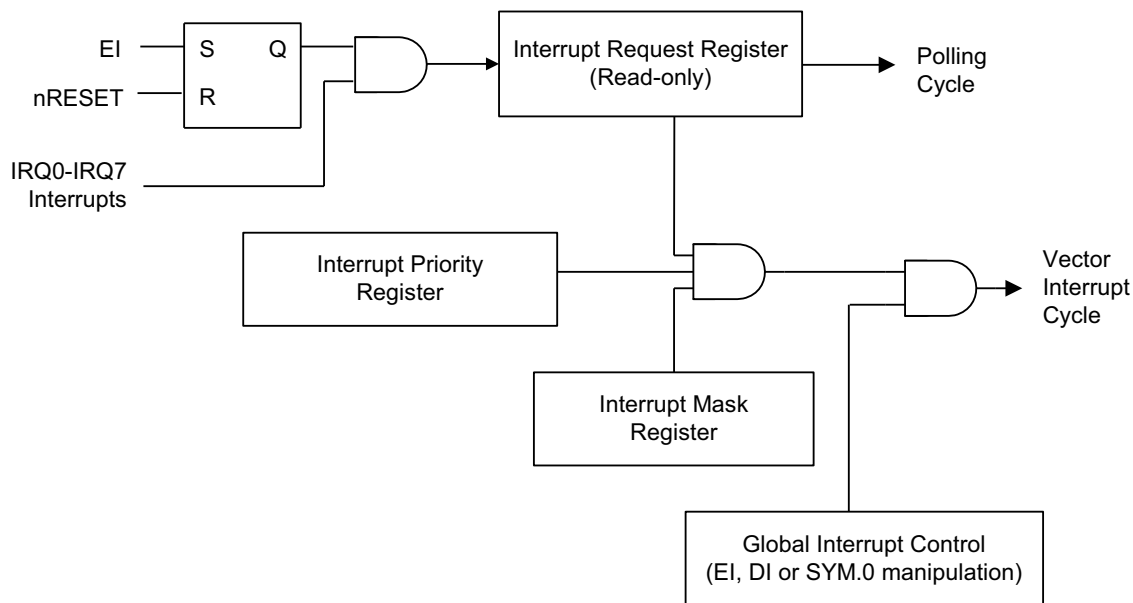 EI
S
Q
nRESET
R
IRQ0-IRQ7
Interrupts
Interrupt Request Register
(Read-only)
Polling
Cycle
Interrupt Priority
Register
Vector
Interrupt
Cycle
Interrupt Mask
Register
Global Interrupt Control
(EI, DI or SYM.0 manipulation)